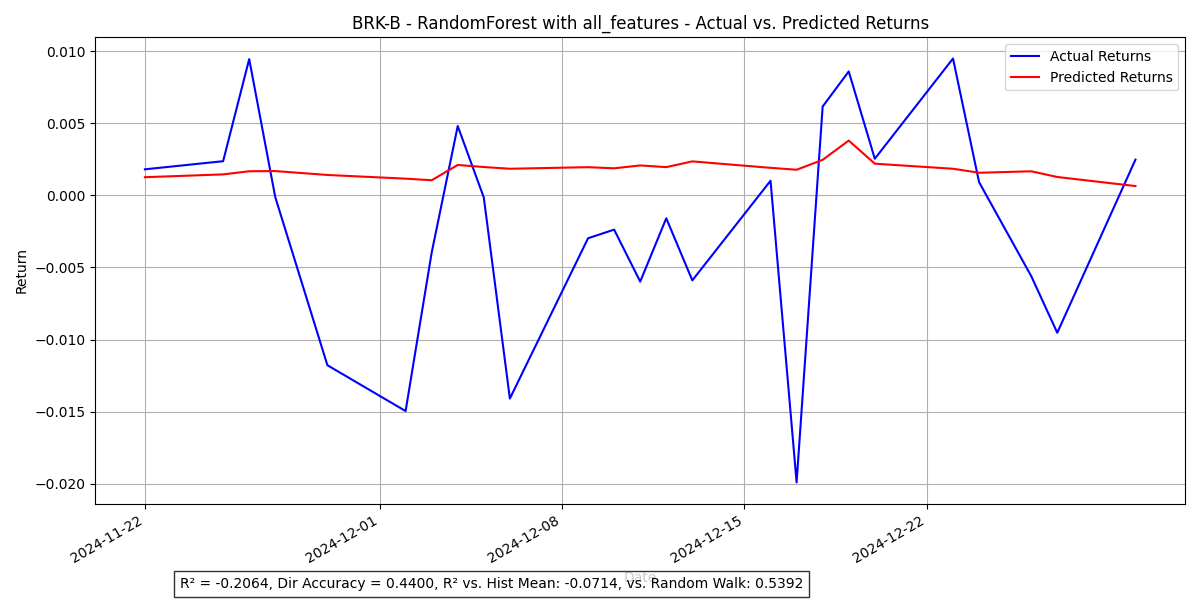 BRK-B - RandomForest with all_features - Actual vs. Predicted Returns
Actual Returns
Predicted Returns
Return
0.010
0.005
0.000
−0.005
−0.010
−0.015
−0.020
2024-11-22
2024-12-01
2024-12-08
2024-12-15
2024-12-22
Date
R² = -0.2064, Dir Accuracy = 0.4400, R² vs. Hist Mean: -0.0714, vs. Random Walk: 0.5392